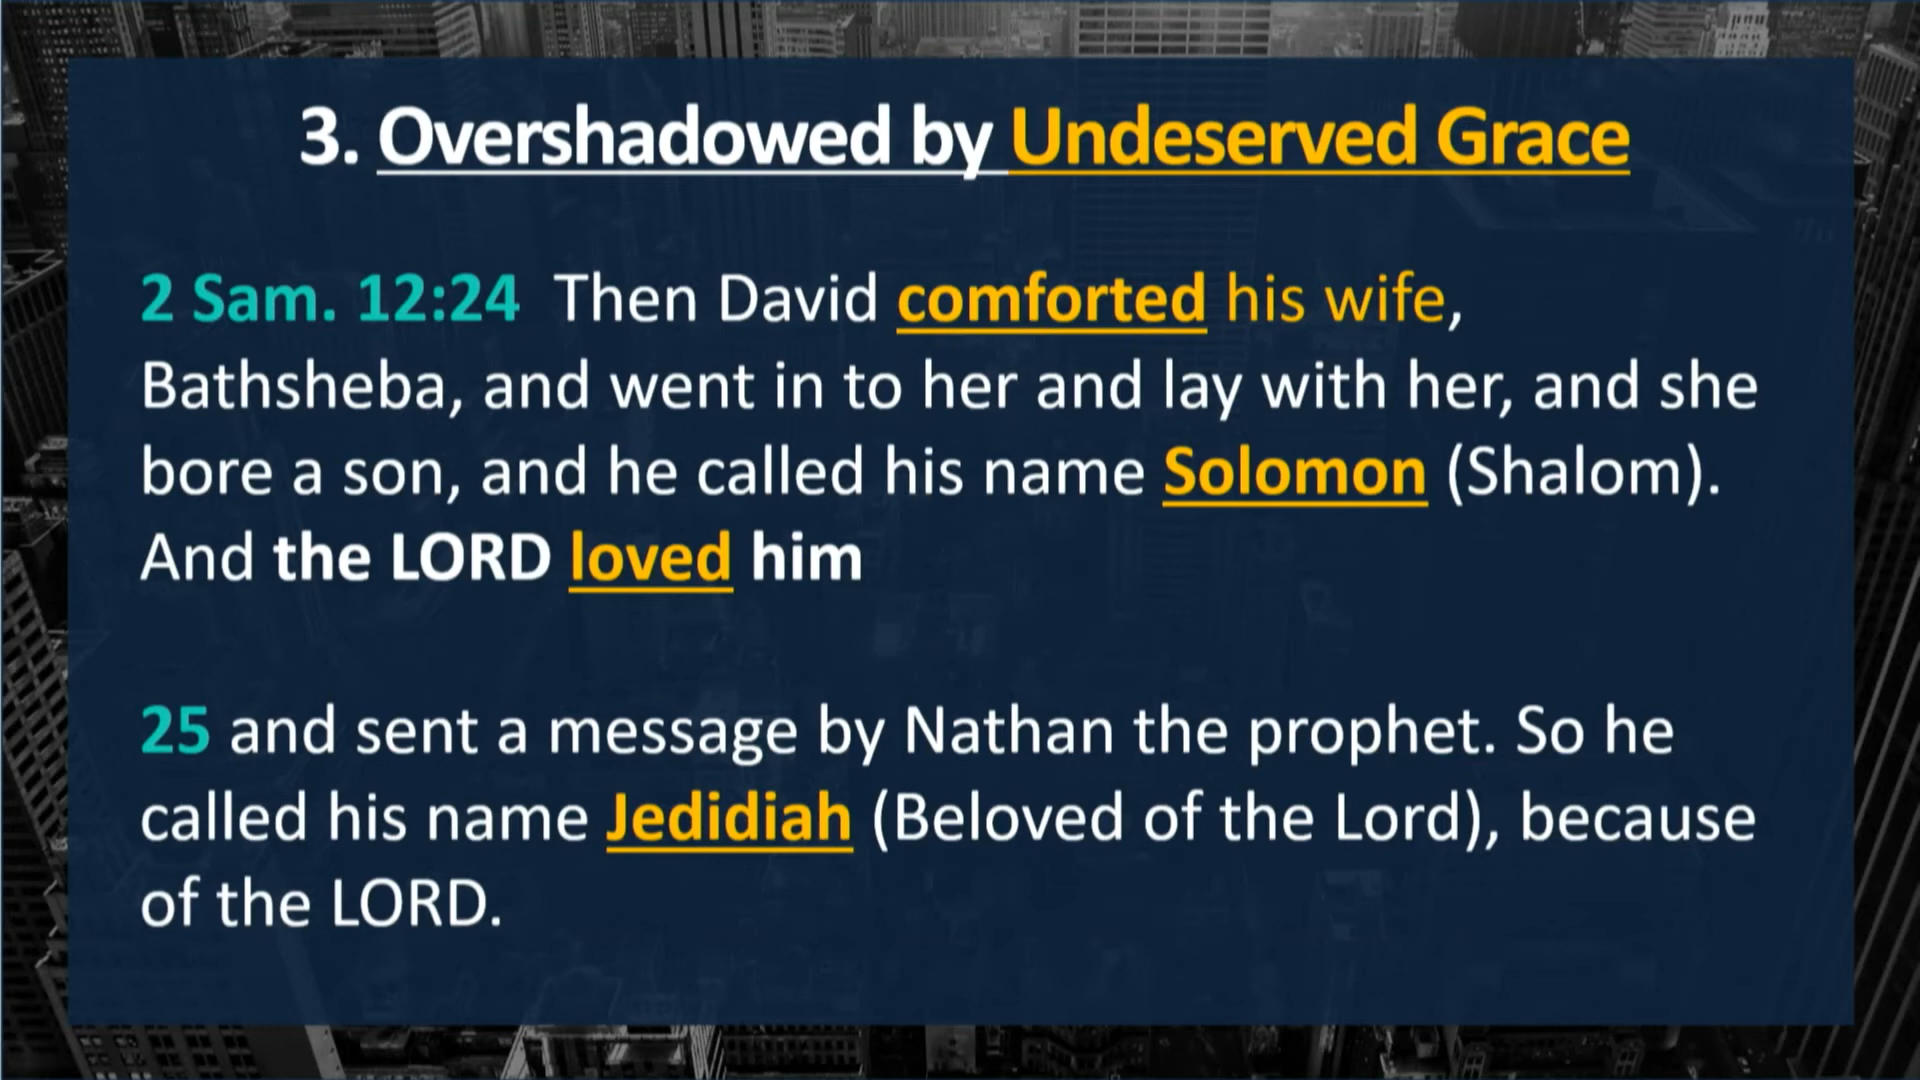 3. Overshadowed by Undeserved Grace
2 Sam. 12:24 Then David comforted his wife,
Bathsheba, and went in to her and lay with her, and she
bore a son, and he called his name Solomon (Shalom).
And the LORD loved him
25 and sent a message by Nathan the prophet. So he
called his name Jedidiah (Beloved of the Lord), because
of the LORD.